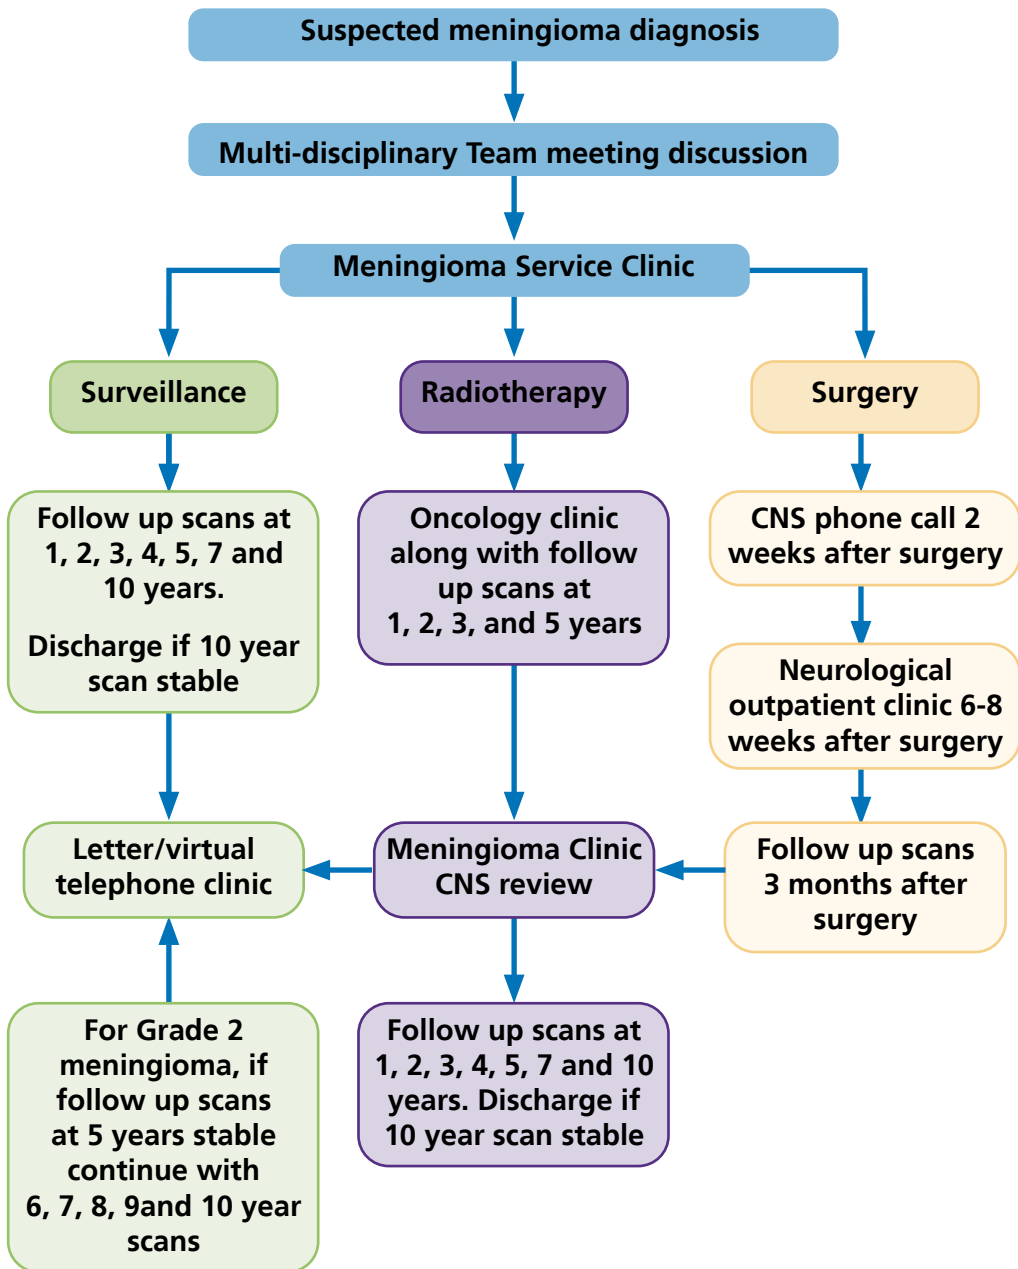 Suspected meningioma diagnosis
Multi-disciplinary Team meeting discussion
Meningioma Service Clinic
Surveillance
Radiotherapy
Surgery
Follow up scans at
1, 2, 3, 4, 5, 7 and
10 years.
Discharge if 10 year
scan stable
Oncology clinic
along with follow
up scans at
1, 2, 3, and 5 years
CNS phone call 2
weeks after surgery
Neurological
outpatient clinic 6-8
weeks after surgery
Letter/virtual
telephone clinic
Meningioma Clinic
CNS review
Follow up scans
3 months after
surgery
For Grade 2
meningioma, if
follow up scans
at 5 years stable
continue with
6, 7, 8, 9and 10 year
scans
Follow up scans at
1, 2, 3, 4, 5, 7 and 10
years. Discharge if
10 year scan stable